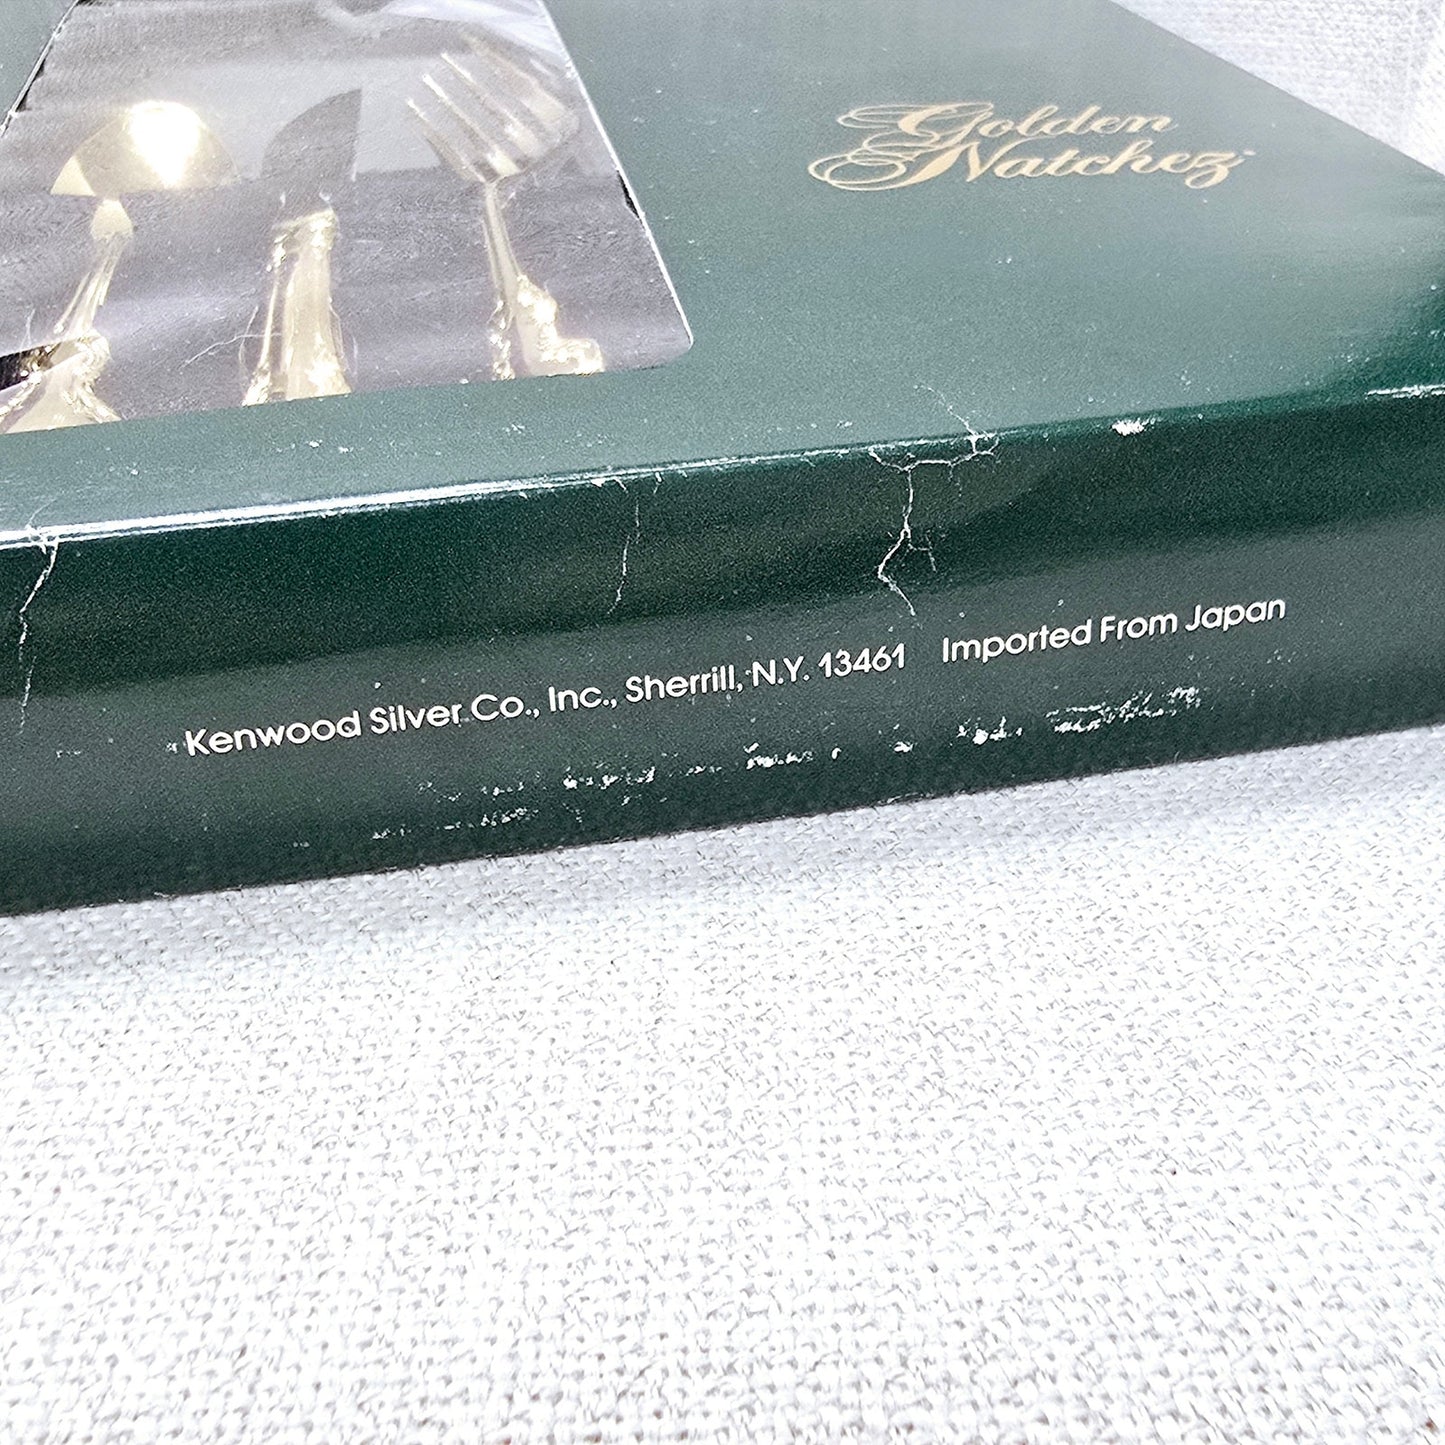 Golden
Natchez
Kenwood Silver Co., Inc., Sherrill, N.Y. 13461 Imported From Japan